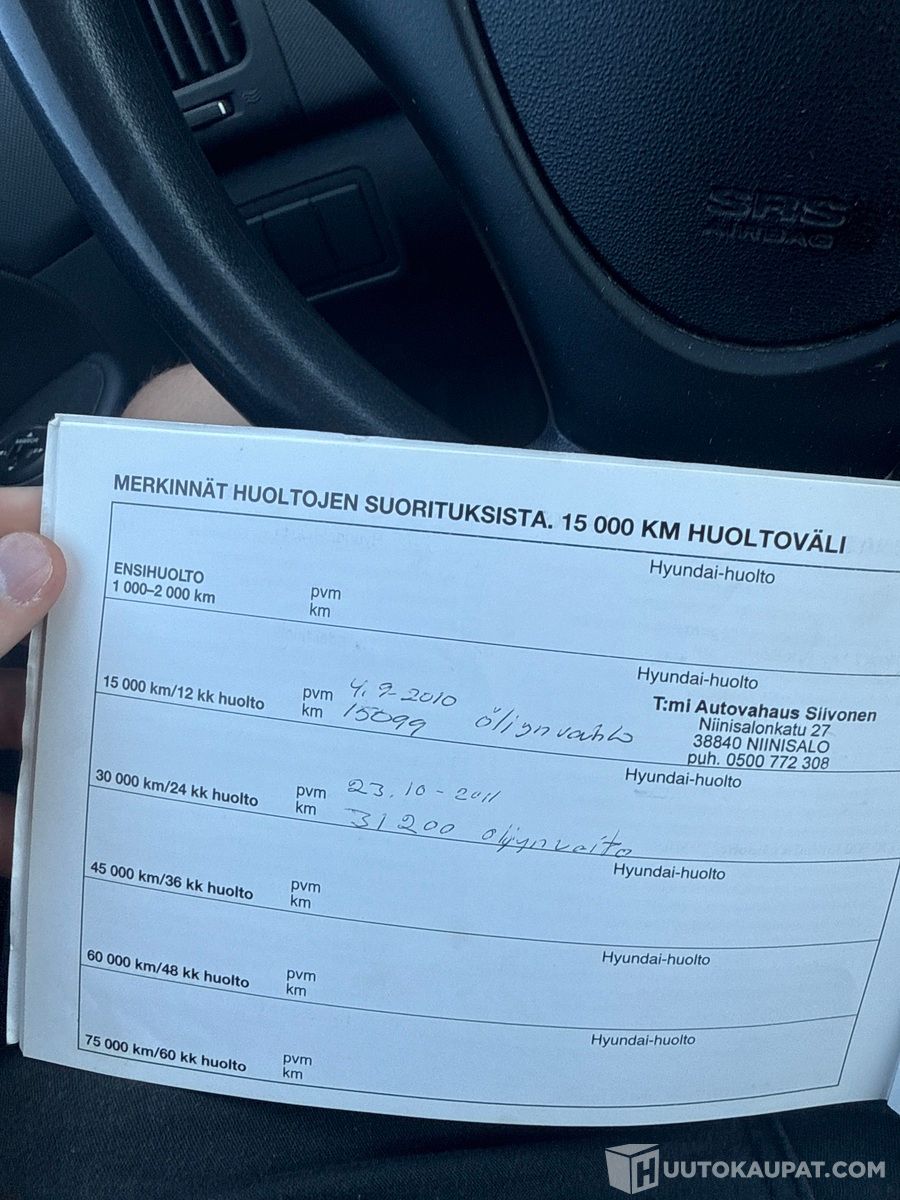 SRS
AIRBAG
MIRROR
MERKINNÄT HUOLTOJEN SUORITUKSISTA. 15 000 KM HUOLTOVÄLI
ENSIHUOLTO
1 000–2 000 km
pvm
km
Hyundai-huolto
15 000 km/12 kk huolto
pvm 4.9-2010
km 15099 öljynvaihto
Hyundai-huolto
T:mi Autovahaus Siivonen
Niinisalonkatu 27
38840 NIINISALO
puh. 0500 772 308
30 000 km/24 kk huolto
pvm 23.10-2011
km 31200 öljynvaito
Hyundai-huolto
45 000 km/36 kk huolto
pvm
km
Hyundai-huolto
60 000 km/48 kk huolto
pvm
km
Hyundai-huolto
75 000 km/60 kk huolto
pvm
km
Hyundai-huolto
HUUTOKAUPAT.COM